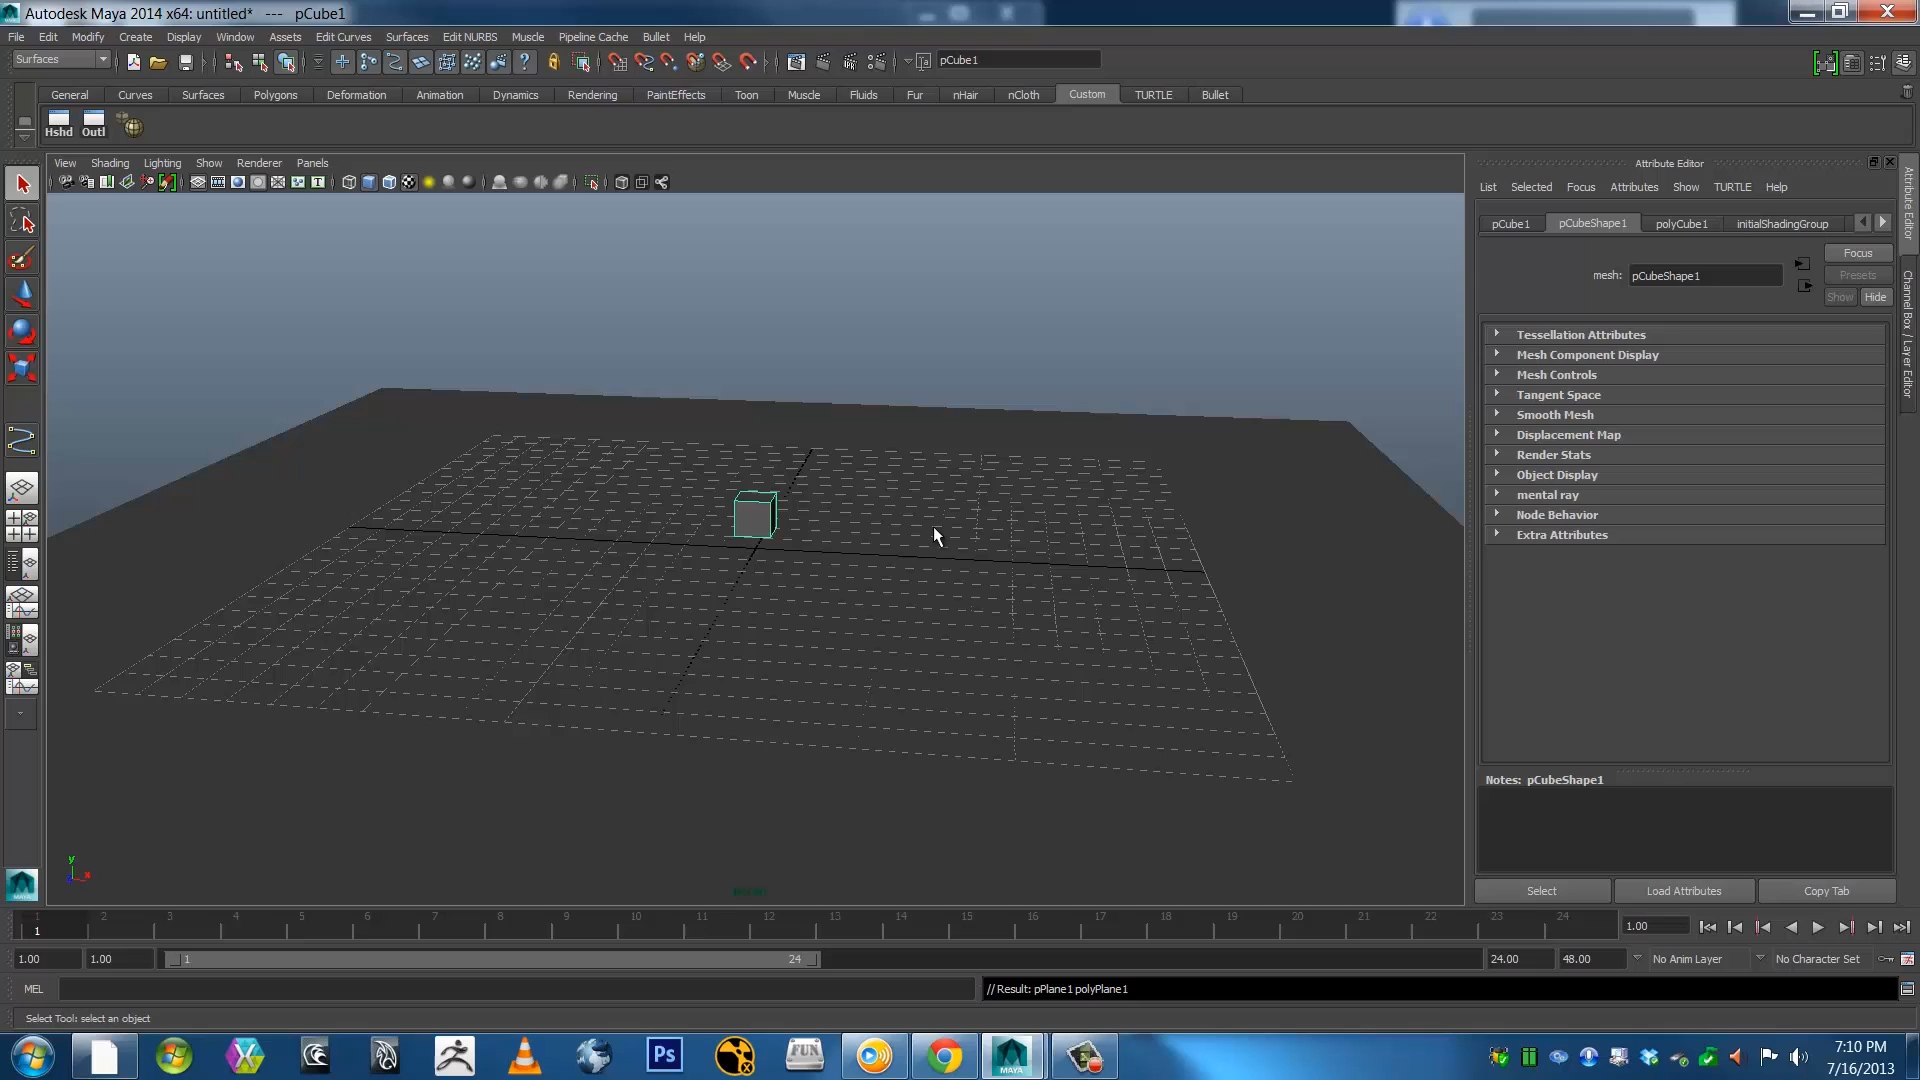 Autodesk Maya 2014 x64: untitled*   ---   pCube1
File Edit Modify Create Display Window Assets Edit Curves Surfaces Edit NURBS Muscle Pipeline Cache Bullet Help
Surfaces pCube1
General Curves Surfaces Polygons Deformation Animation Dynamics Rendering PaintEffects Toon Muscle Fluids Fur nHair nCloth Custom TURTLE Bullet
Hshd Outl
View Shading Lighting Show Renderer Panels
Attribute Editor
List Selected Focus Attributes Show TURTLE Help
pCube1 pCubeShape1 polyCube1 initialShadingGroup
Focus
mesh: pCubeShape1
Presets
Show Hide
Tessellation Attributes
Mesh Component Display
Mesh Controls
Tangent Space
Smooth Mesh
Displacement Map
Render Stats
Object Display
mental ray
Node Behavior
Extra Attributes
Notes: pCubeShape1
Select Load Attributes Copy Tab
Attribute Editor
Channel Box / Layer Editor
y
x
1 2 3 4 5 6 7 8 9 10 11 12 13 14 15 16 17 18 19 20 21 22 23 24
1
1.00
1.00 1.00 1 24 24.00 48.00 No Anim Layer No Character Set
MEL // Result: pPlane1 polyPlane1
Select Tool: select an object
MAYA
Ps
FUN
MAYA
7:10 PM
7/16/2013